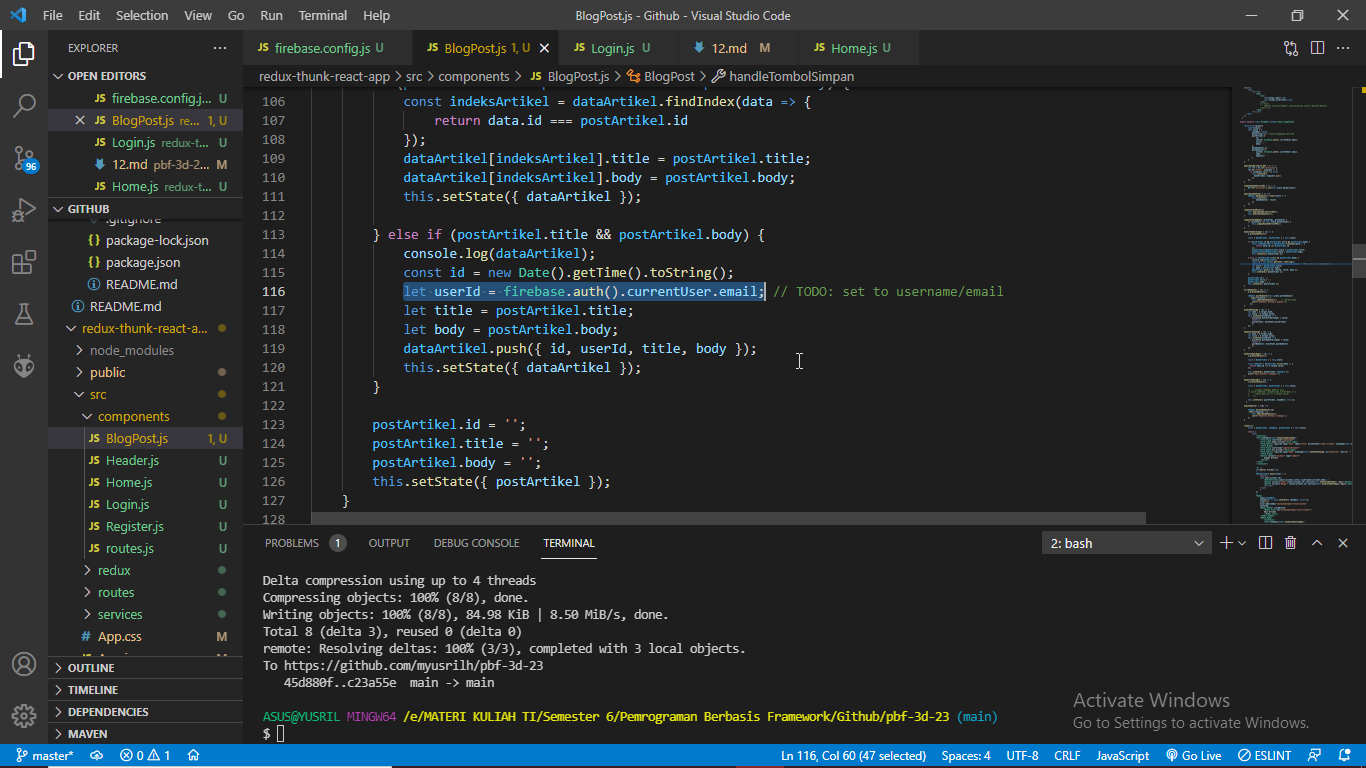 File Edit Selection View Go Run Terminal Help BlogPost.js - Github - Visual Studio Code
EXPLORER
OPEN EDITORS
JS firebase.config.j... U
JS BlogPost.js re... 1, U
JS Login.js redux-t... U
12.md pbf-3d-2... M
JS Home.js redux-t... U
GITHUB
.gitignore
{} package-lock.json
{} package.json
README.md
README.md
redux-thunk-react-a...
node_modules
public
src
components
JS BlogPost.js 1, U
JS Header.js U
JS Home.js U
JS Login.js U
JS Register.js U
JS routes.js U
redux
routes
services
# App.css M
OUTLINE
TIMELINE
DEPENDENCIES
MAVEN
96
JS firebase.config.js U JS BlogPost.js 1, U JS Login.js U 12.md M JS Home.js U
redux-thunk-react-app > src > components > JS BlogPost.js > BlogPost > handleTombolSimpan
106 const indeksArtikel = dataArtikel.findIndex(data => {
107 return data.id === postArtikel.id
108 });
109 dataArtikel[indeksArtikel].title = postArtikel.title;
110 dataArtikel[indeksArtikel].body = postArtikel.body;
111 this.setState({ dataArtikel });
112
113 } else if (postArtikel.title && postArtikel.body) {
114 console.log(dataArtikel);
115 const id = new Date().getTime().toString();
116 let userId = firebase.auth().currentUser.email; // TODO: set to username/email
117 let title = postArtikel.title;
118 let body = postArtikel.body;
119 dataArtikel.push({ id, userId, title, body });
120 this.setState({ dataArtikel });
121 }
122
123 postArtikel.id = '';
124 postArtikel.title = '';
125 postArtikel.body = '';
126 this.setState({ postArtikel });
127 }
128
PROBLEMS 1 OUTPUT DEBUG CONSOLE TERMINAL 2: bash
Delta compression using up to 4 threads
Compressing objects: 100% (8/8), done.
Writing objects: 100% (8/8), 84.98 KiB | 8.50 MiB/s, done.
Total 8 (delta 3), reused 0 (delta 0)
remote: Resolving deltas: 100% (3/3), completed with 3 local objects.
To https://github.com/myusrilh/pbf-3d-23
45d880f..c23a55e main -> main
ASUS@YUSRIL MINGW64 /e/MATERI KULIAH TI/Semester 6/Pemrograman Berbasis Framework/Github/pbf-3d-23 (main)
$
Activate Windows
Go to Settings to activate Windows.
master* 0 1 Ln 116, Col 60 (47 selected) Spaces: 4 UTF-8 CRLF JavaScript Go Live ESLINT